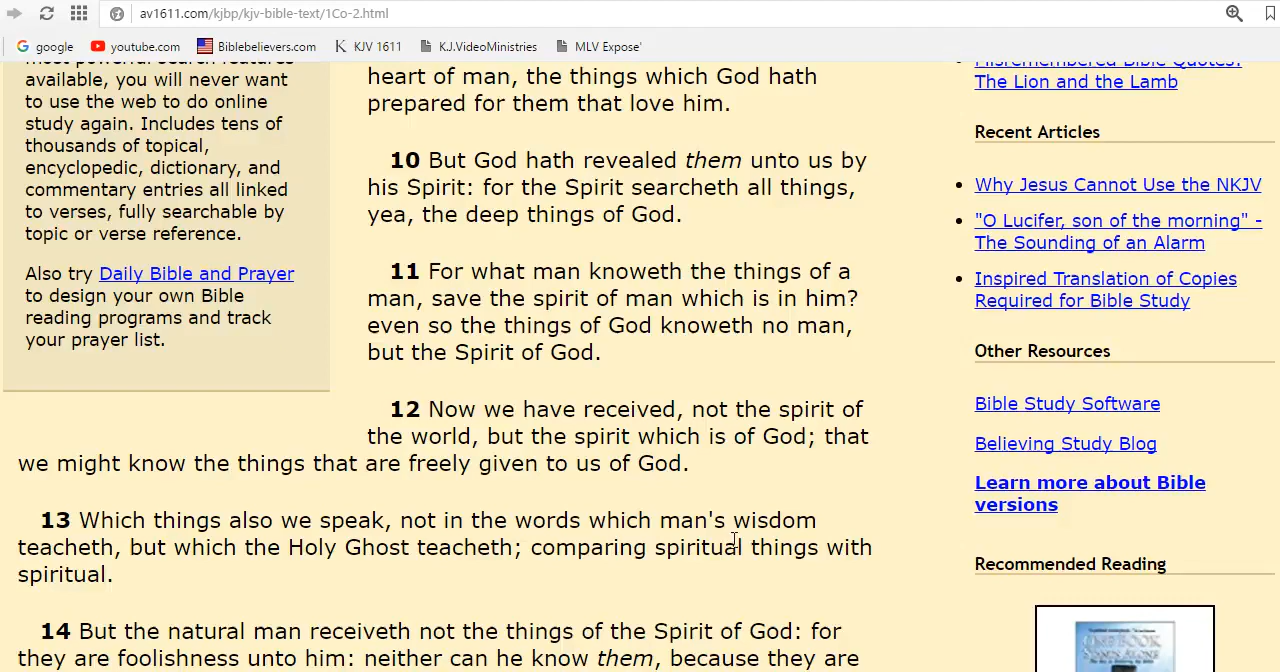 av1611.com/kjbp/kjv-bible-text/1Co-2.html
google youtube.com Biblebelievers.com KJV 1611 K.J.VideoMinistries MLV Expose'
most powerful search features
available, you will never want
to use the web to do online
study again. Includes tens of
thousands of topical,
encyclopedic, dictionary, and
commentary entries all linked
to verses, fully searchable by
topic or verse reference.
Also try Daily Bible and Prayer
to design your own Bible
reading programs and track
your prayer list.
heart of man, the things which God hath
prepared for them that love him.
10 But God hath revealed them unto us by
his Spirit: for the Spirit searcheth all things,
yea, the deep things of God.
11 For what man knoweth the things of a
man, save the spirit of man which is in him?
even so the things of God knoweth no man,
but the Spirit of God.
12 Now we have received, not the spirit of
the world, but the spirit which is of God; that
we might know the things that are freely given to us of God.
13 Which things also we speak, not in the words which man's wisdom
teacheth, but which the Holy Ghost teacheth; comparing spiritual things with
spiritual.
14 But the natural man receiveth not the things of the Spirit of God: for
they are foolishness unto him: neither can he know them, because they are
Misremembered Bible Quotes:
The Lion and the Lamb
Recent Articles
Why Jesus Cannot Use the NKJV
"O Lucifer, son of the morning" -
The Sounding of an Alarm
Inspired Translation of Copies
Required for Bible Study
Other Resources
Bible Study Software
Believing Study Blog
Learn more about Bible
versions
Recommended Reading